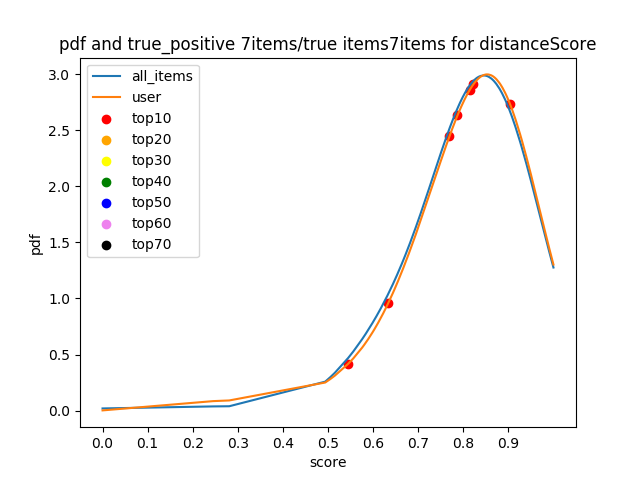 pdf and true_positive 7items/true items7items for distanceScore
all_items
user
top10
top20
top30
top40
top50
top60
top70
3.0
2.5
2.0
1.5
1.0
0.5
0.0
pdf
0.0 0.1 0.2 0.3 0.4 0.5 0.6 0.7 0.8 0.9
score